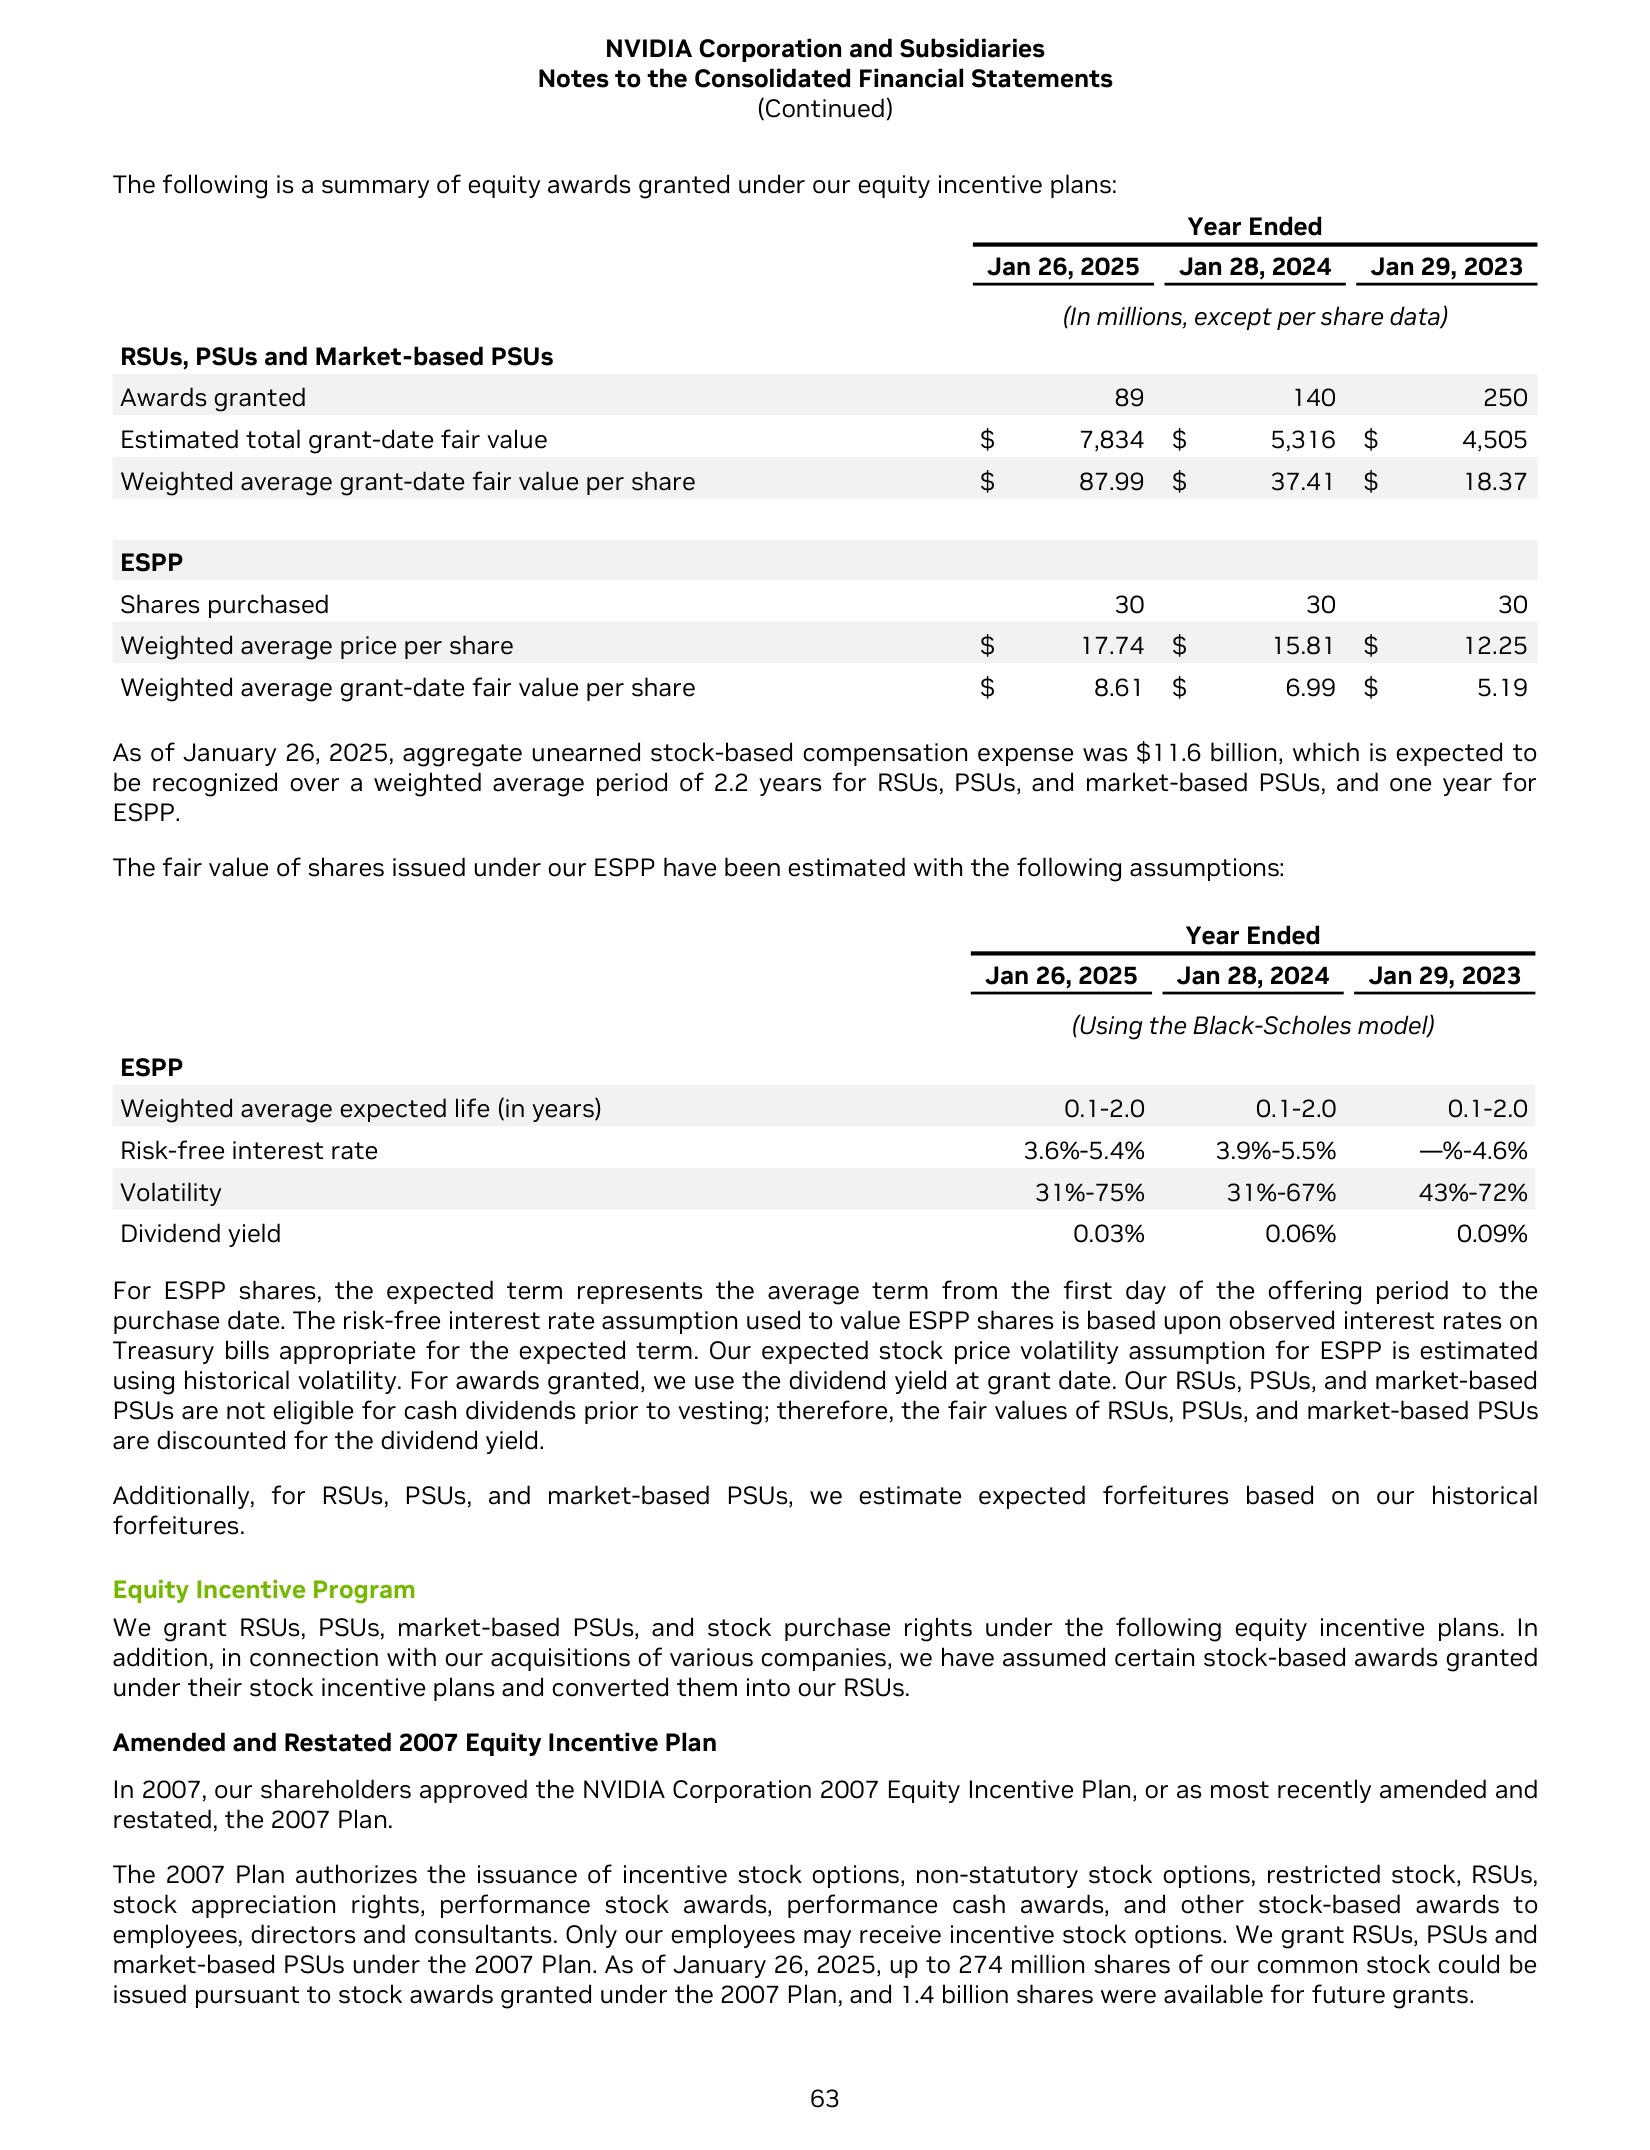 NVIDIA Corporation and Subsidiaries
Notes to the Consolidated Financial Statements
(Continued)
The following is a summary of equity awards granted under our equity incentive plans:
Year Ended
Jan 26, 2025 Jan 28, 2024 Jan 29, 2023
(In millions, except per share data)
RSUs, PSUs and Market-based PSUs
Awards granted 89 140 250
Estimated total grant-date fair value $ 7,834 $ 5,316 $ 4,505
Weighted average grant-date fair value per share $ 87.99 $ 37.41 $ 18.37
ESPP
Shares purchased 30 30 30
Weighted average price per share $ 17.74 $ 15.81 $ 12.25
Weighted average grant-date fair value per share $ 8.61 $ 6.99 $ 5.19
As of January 26, 2025, aggregate unearned stock-based compensation expense was $11.6 billion, which is expected to
be recognized over a weighted average period of 2.2 years for RSUs, PSUs, and market-based PSUs, and one year for
ESPP.
The fair value of shares issued under our ESPP have been estimated with the following assumptions:
Year Ended
Jan 26, 2025 Jan 28, 2024 Jan 29, 2023
(Using the Black-Scholes model)
ESPP
Weighted average expected life (in years) 0.1-2.0 0.1-2.0 0.1-2.0
Risk-free interest rate 3.6%-5.4% 3.9%-5.5% —%-4.6%
Volatility 31%-75% 31%-67% 43%-72%
Dividend yield 0.03% 0.06% 0.09%
For ESPP shares, the expected term represents the average term from the first day of the offering period to the
purchase date. The risk-free interest rate assumption used to value ESPP shares is based upon observed interest rates on
Treasury bills appropriate for the expected term. Our expected stock price volatility assumption for ESPP is estimated
using historical volatility. For awards granted, we use the dividend yield at grant date. Our RSUs, PSUs, and market-based
PSUs are not eligible for cash dividends prior to vesting; therefore, the fair values of RSUs, PSUs, and market-based PSUs
are discounted for the dividend yield.
Additionally, for RSUs, PSUs, and market-based PSUs, we estimate expected forfeitures based on our historical
forfeitures.
Equity Incentive Program
We grant RSUs, PSUs, market-based PSUs, and stock purchase rights under the following equity incentive plans. In
addition, in connection with our acquisitions of various companies, we have assumed certain stock-based awards granted
under their stock incentive plans and converted them into our RSUs.
Amended and Restated 2007 Equity Incentive Plan
In 2007, our shareholders approved the NVIDIA Corporation 2007 Equity Incentive Plan, or as most recently amended and
restated, the 2007 Plan.
The 2007 Plan authorizes the issuance of incentive stock options, non-statutory stock options, restricted stock, RSUs,
stock appreciation rights, performance stock awards, performance cash awards, and other stock-based awards to
employees, directors and consultants. Only our employees may receive incentive stock options. We grant RSUs, PSUs and
market-based PSUs under the 2007 Plan. As of January 26, 2025, up to 274 million shares of our common stock could be
issued pursuant to stock awards granted under the 2007 Plan, and 1.4 billion shares were available for future grants.
63